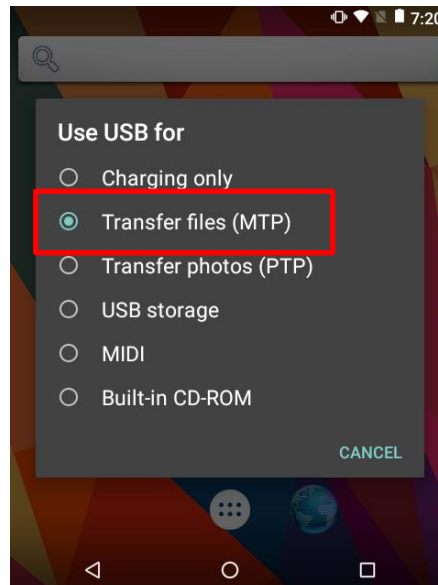 7:20
Use USB for
Charging only
Transfer files (MTP)
Transfer photos (PTP)
USB storage
MIDI
Built-in CD-ROM
CANCEL